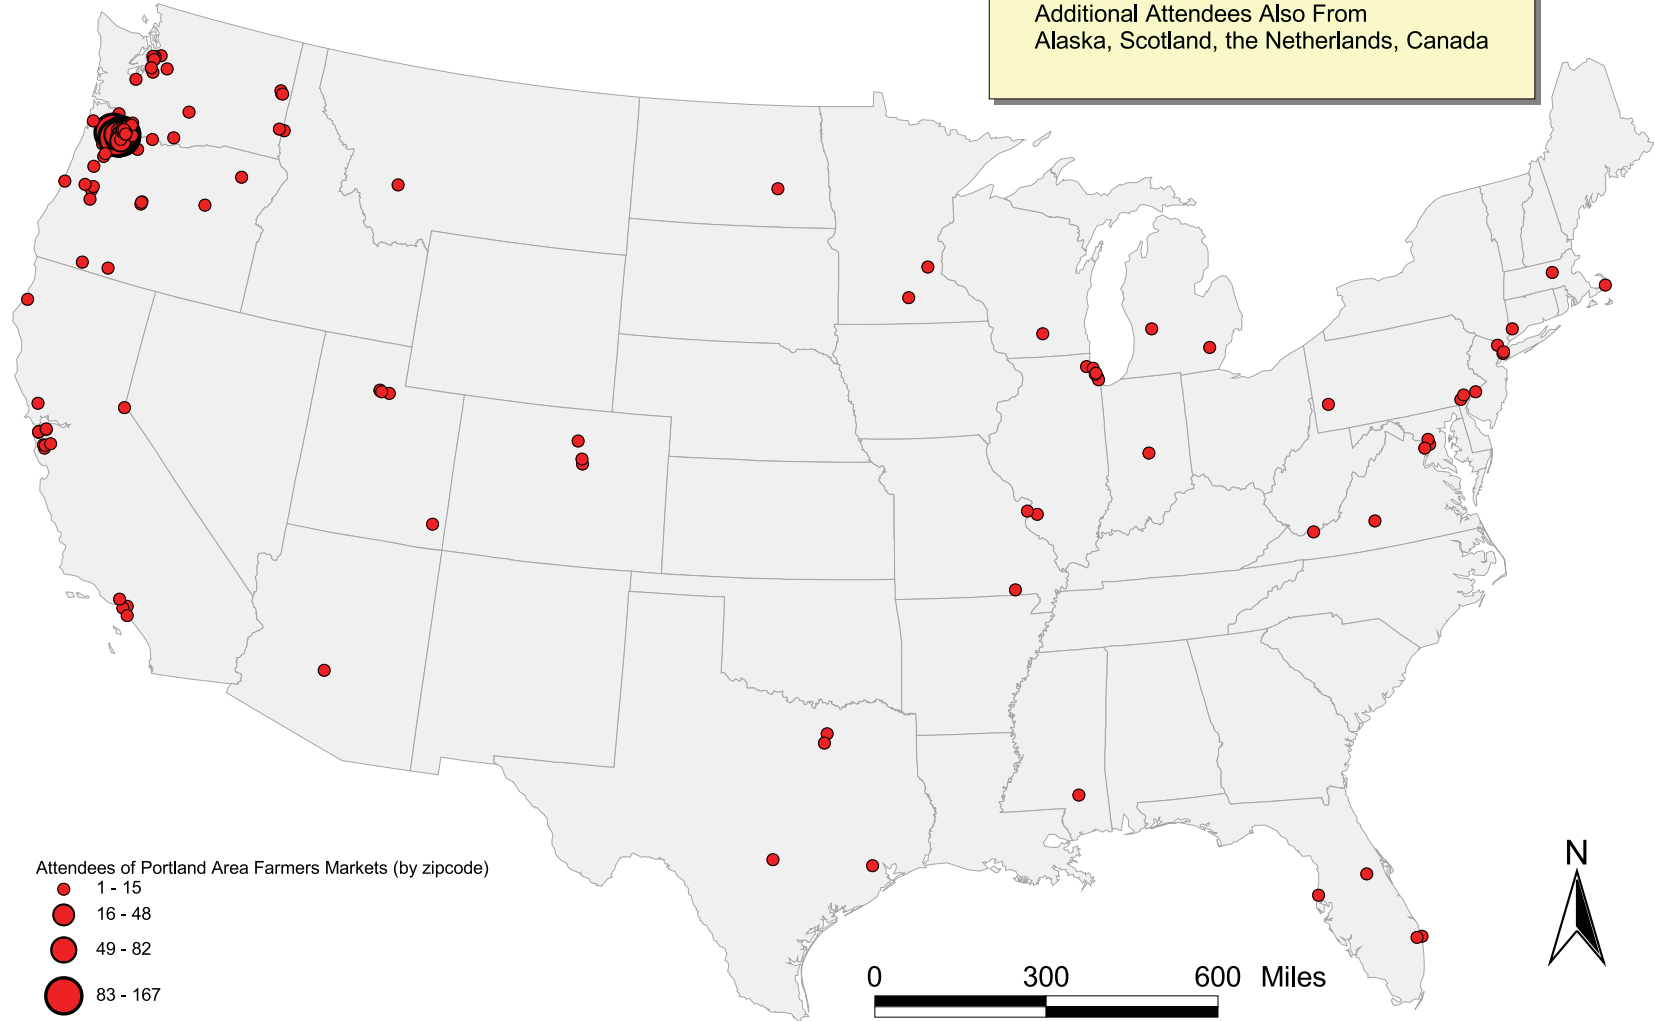 Additional Attendees Also From
Alaska, Scotland, the Netherlands, Canada
Attendees of Portland Area Farmers Markets (by zipcode)
1 - 15
16 - 48
49 - 82
83 - 167
0 300 600 Miles
N